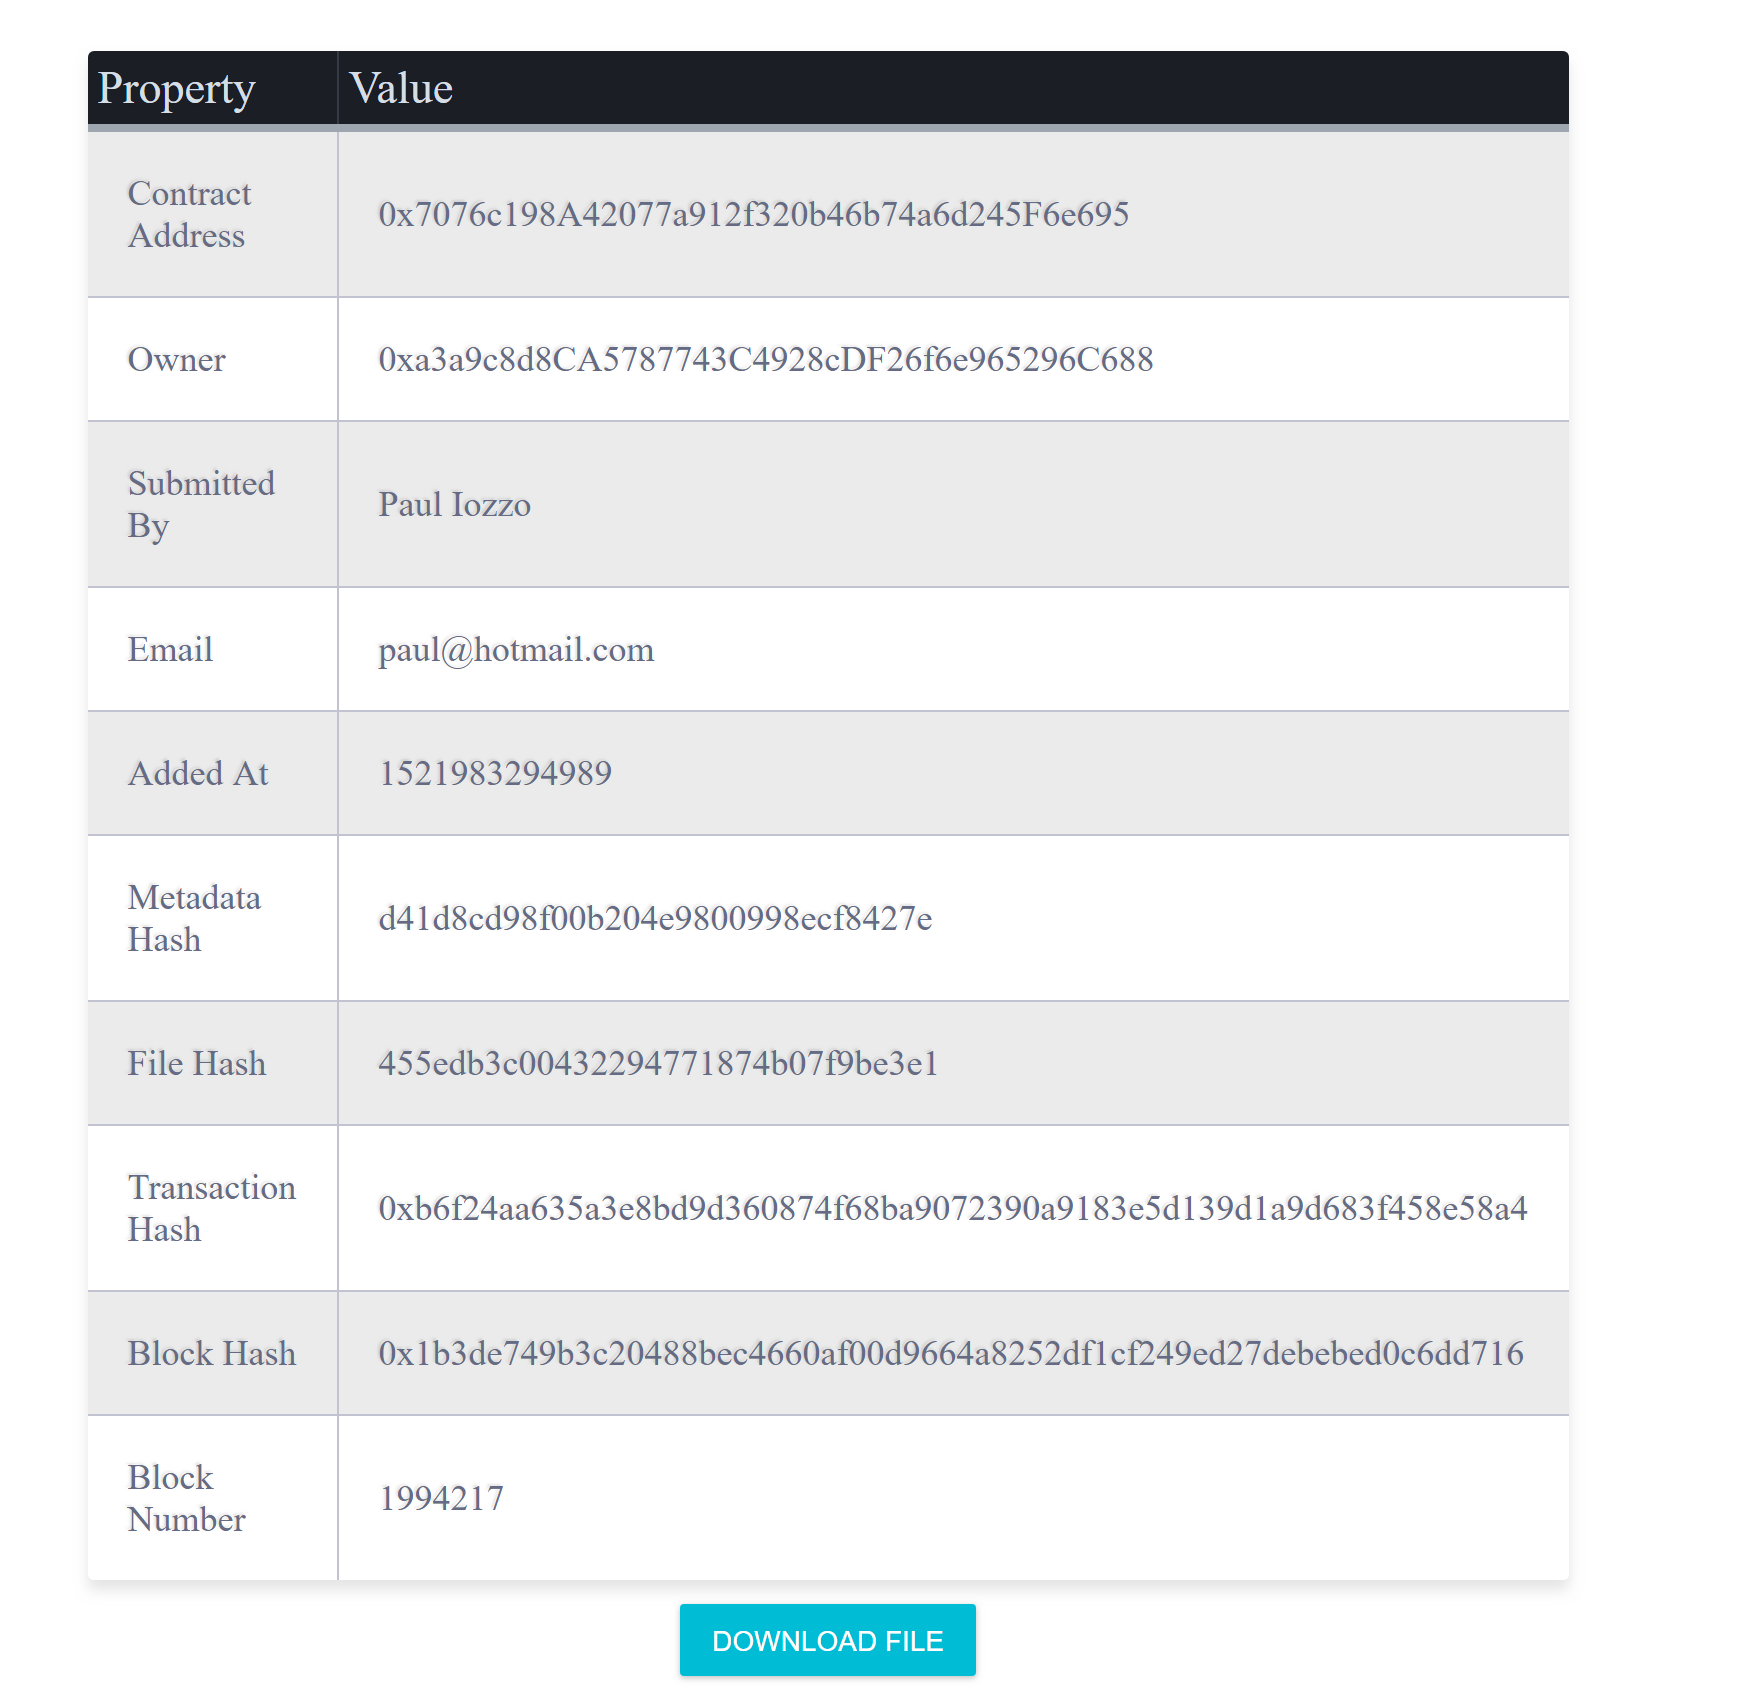 Property Value
Contract
Address
0x7076c198A42077a912f320b46b74a6d245F6e695
Owner 0xa3a9c8d8CA5787743C4928cDF26f6e965296C688
Submitted
By
Paul Iozzo
Email paul@hotmail.com
Added At 1521983294989
Metadata
Hash
d41d8cd98f00b204e9800998ecf8427e
File Hash 455edb3c00432294771874b07f9be3e1
Transaction
Hash
0xb6f24aa635a3e8bd9d360874f68ba9072390a9183e5d139d1a9d683f458e58a4
Block Hash 0x1b3de749b3c20488bec4660af00d9664a8252df1cf249ed27debebed0c6dd716
Block
Number
1994217
DOWNLOAD FILE